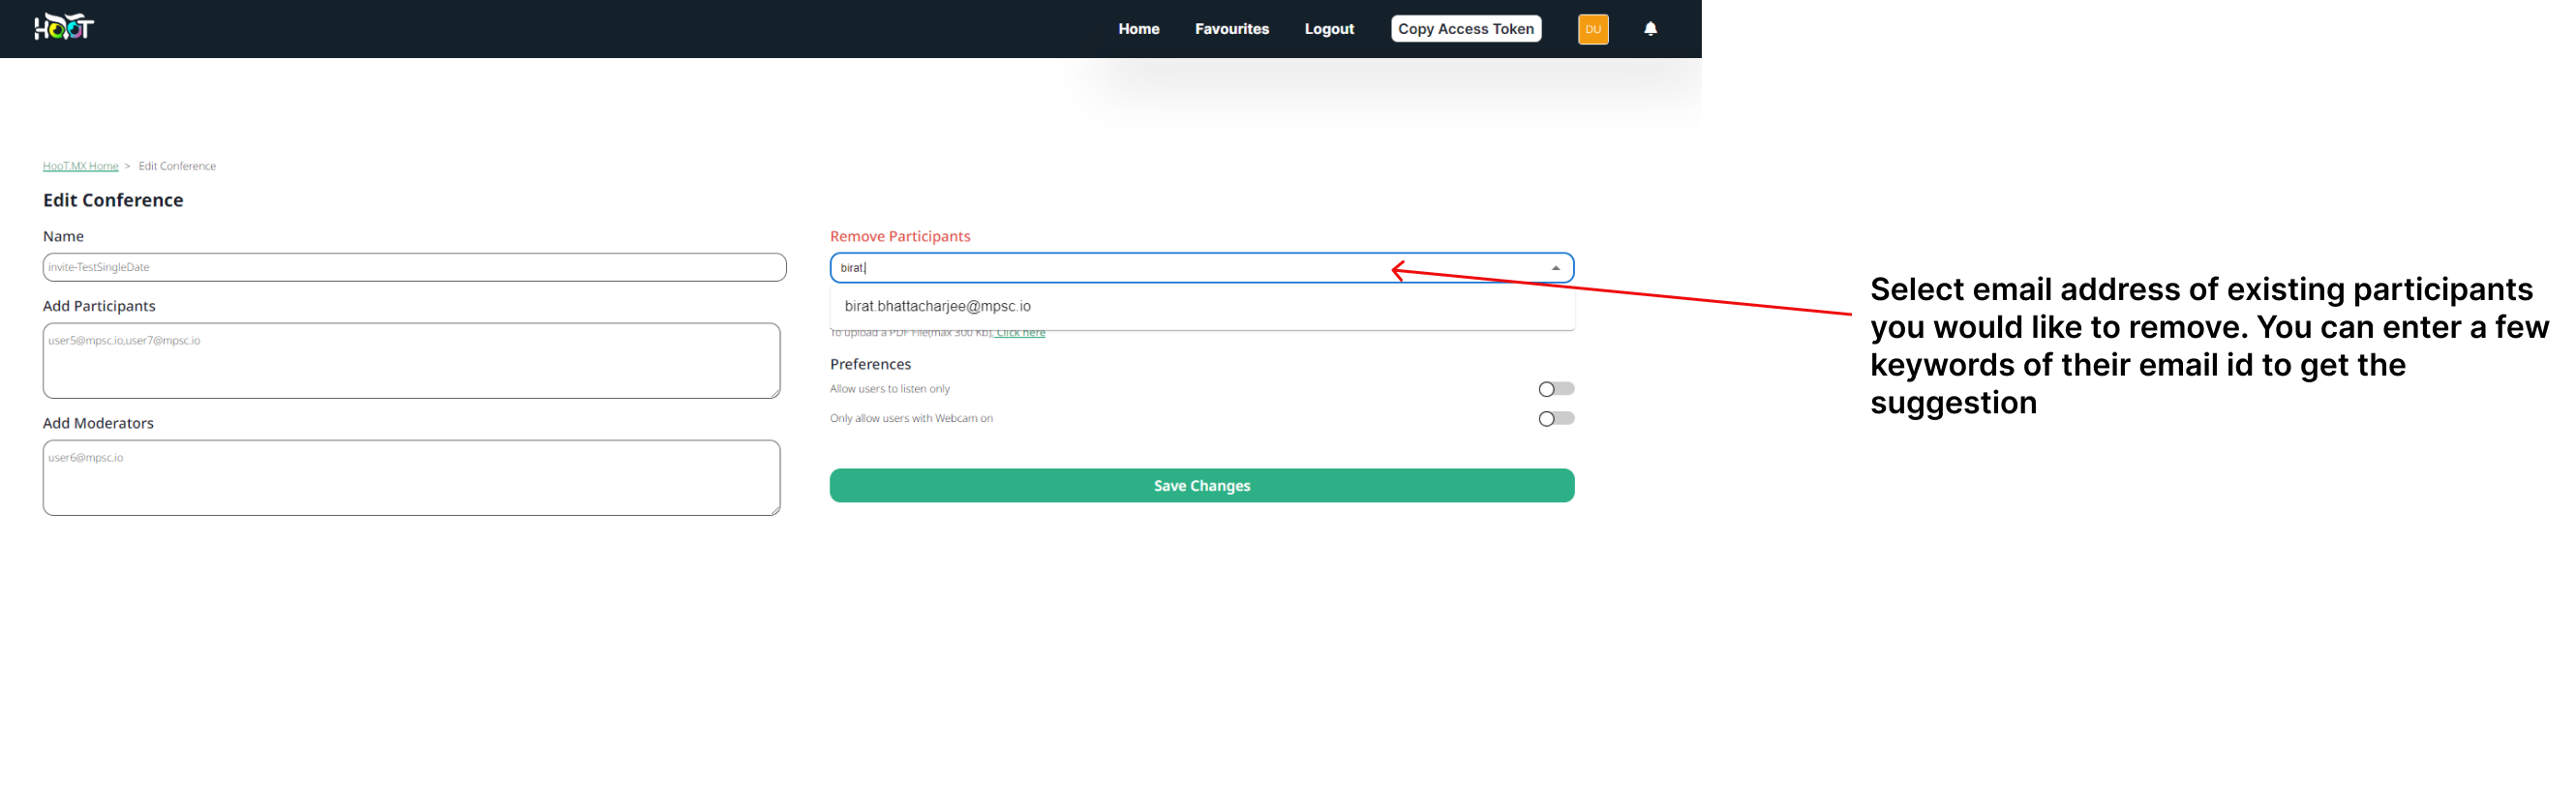 HooT
Home
Favourites
Logout
Copy Access Token
DU
HooT.MX Home > Edit Conference
Edit Conference
Name
invite-TestSingleDate
Add Participants
user5@mpsc.io,user7@mpsc.io
Add Moderators
user6@mpsc.io
Remove Participants
birat.
birat.bhattacharjee@mpsc.io
To upload a PDF File(max 300 Kb), Click here
Preferences
Allow users to listen only
Only allow users with Webcam on
Save Changes
Select email address of existing participants
you would like to remove. You can enter a few
keywords of their email id to get the
suggestion